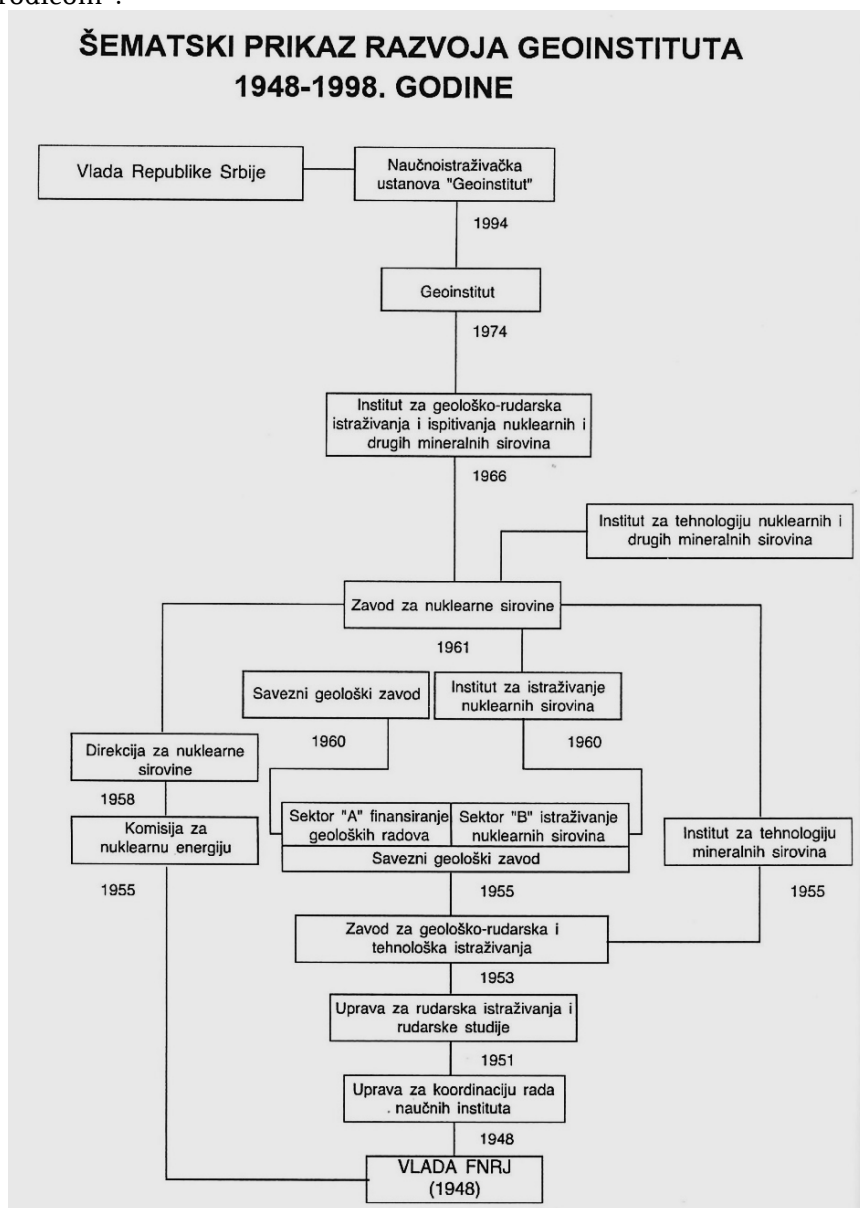 ŠEMATSKI PRIKAZ RAZVOJA GEOINSTITUTA
1948-1998. GODINE
Vlada Republike Srbije
Naučnoistraživačka
ustanova "Geoinstitut"
1994
Geoinstitut
1974
Institut za geološko-rudarska
istraživanja i ispitivanja nuklearnih i
drugih mineralnih sirovina
1966
Institut za tehnologiju nuklearnih i
drugih mineralnih sirovina
Zavod za nuklearne sirovine
1961
Savezni geološki zavod
Institut za istraživanje
nuklearnih sirovina
1960
1960
Direkcija za nuklearne
sirovine
1958
Komisija za
nuklearnu energiju
1955
Sektor "A" finansiranje
geoloških radova
Sektor "B" istraživanje
nuklearnih sirovina
Savezni geološki zavod
1955
Institut za tehnologiju
mineralnih sirovina
1955
Zavod za geološko-rudarska i
tehnološka istraživanja
1953
Uprava za rudarska istraživanja i
rudarske studije
1951
Uprava za koordinaciju rada
naučnih instituta
1948
VLADA FNRJ
(1948)